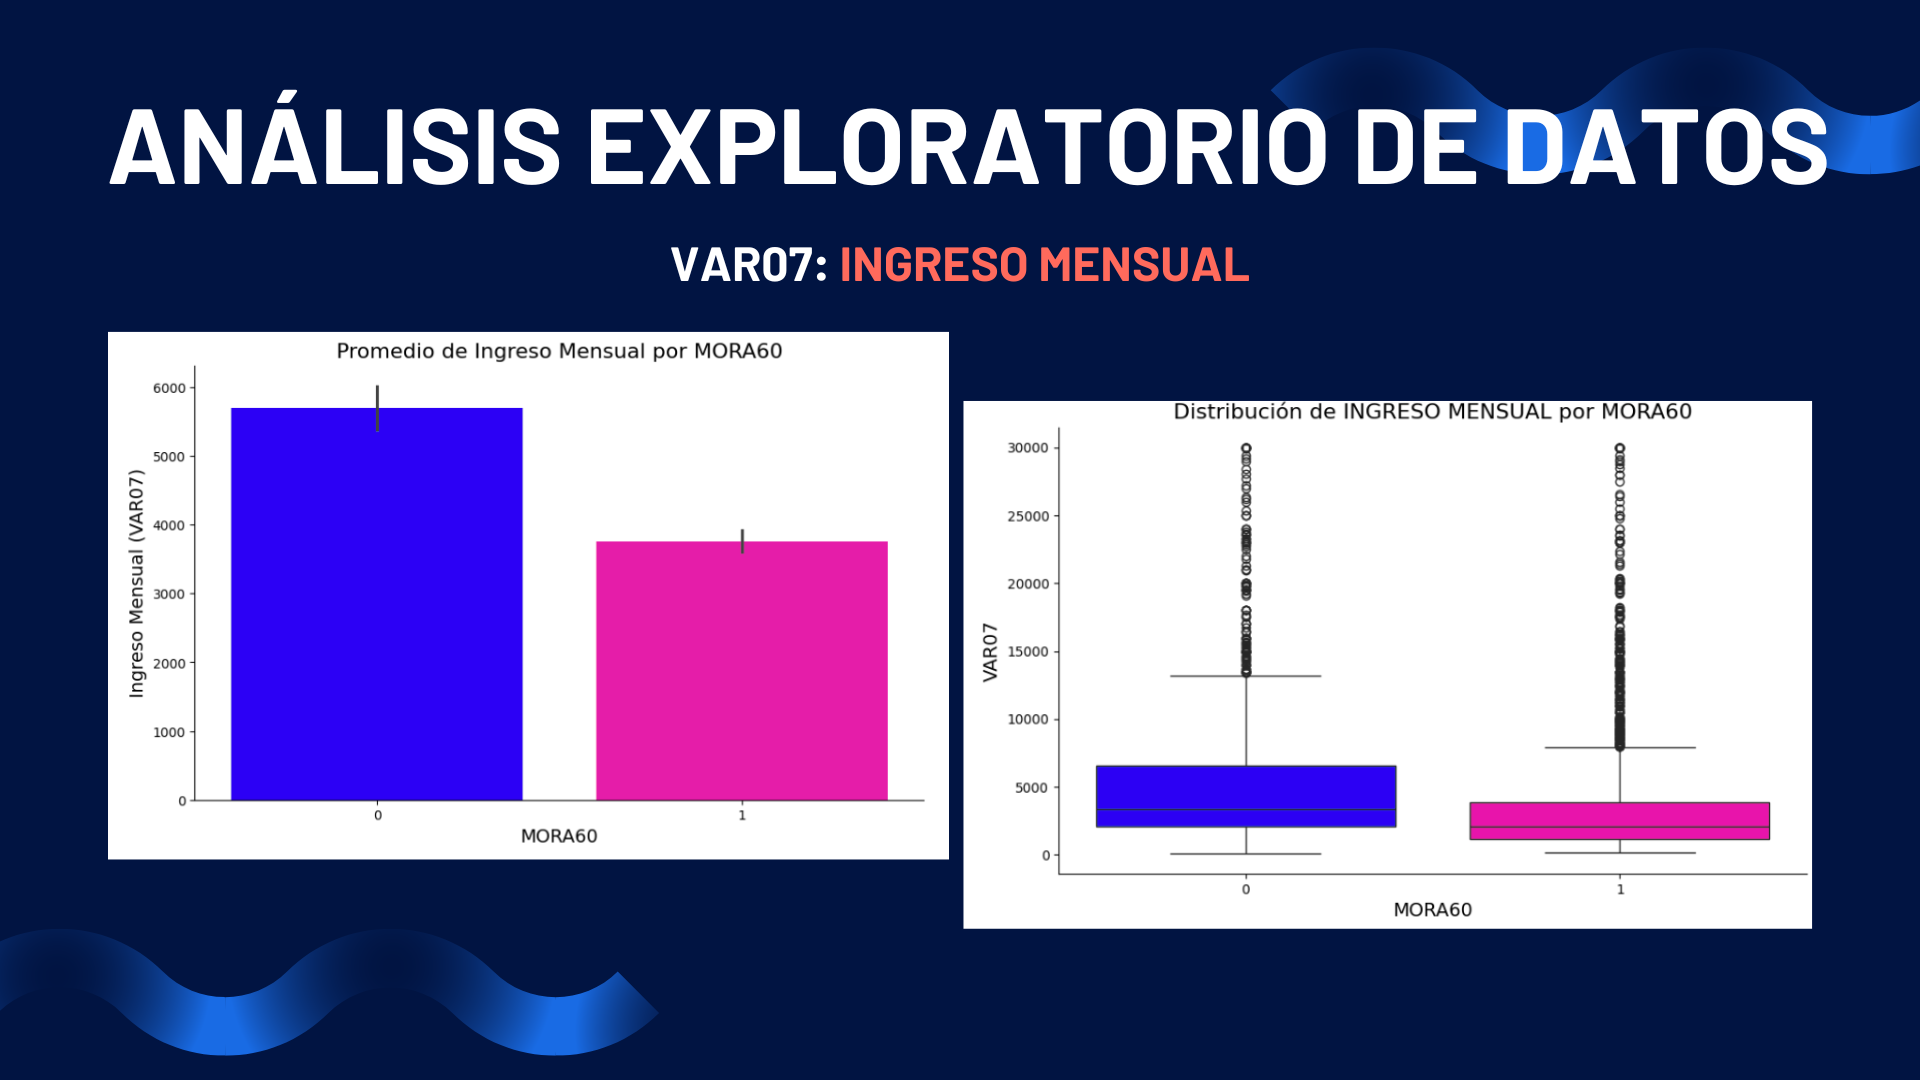 ANÁLISIS EXPLORATORIO DE DATOS
VAR07: INGRESO MENSUAL
Promedio de Ingreso Mensual por MORA60
Ingreso Mensual (VAR07)
6000
5000
4000
3000
2000
1000
0
0 1
MORA60
Distribución de INGRESO MENSUAL por MORA60
VAR07
30000
25000
20000
15000
10000
5000
0
0 1
MORA60